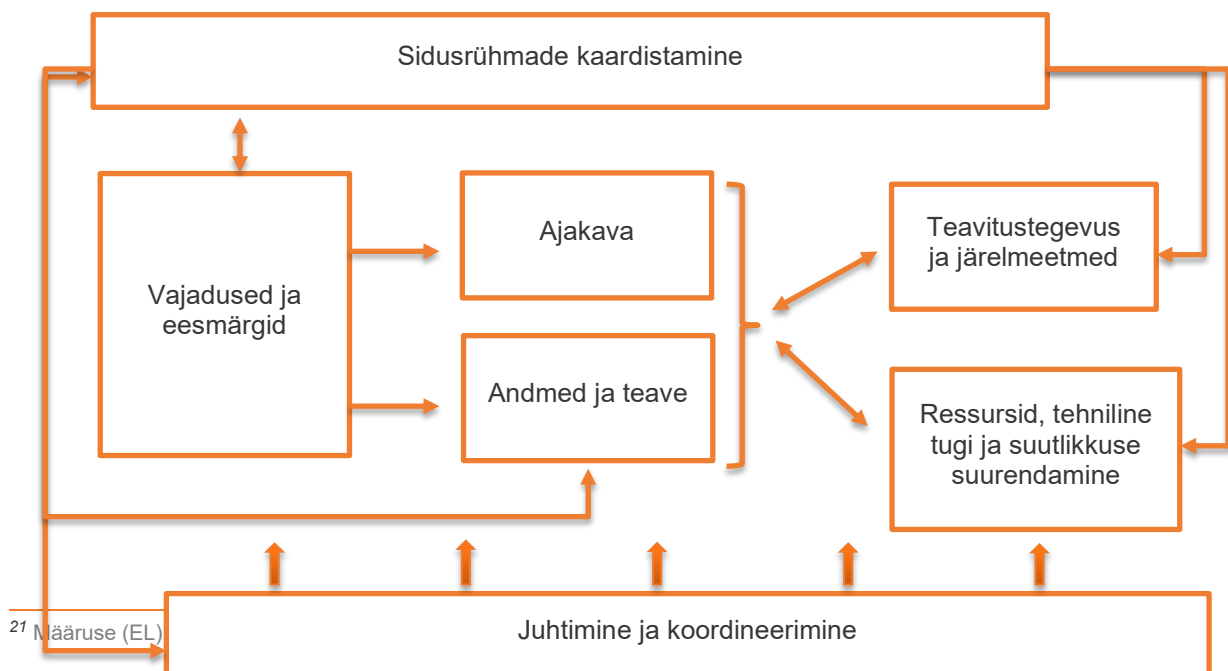 Sidusrühmade kaardistamine
Vajadused ja
eesmärgid
Ajakava
Andmed ja teave
Teavitustegevus
ja järelmeetmed
Ressursid, tehniline
tugi ja suutlikkuse
suurendamine
21 Määruse (EL)
Juhtimine ja koordineerimine